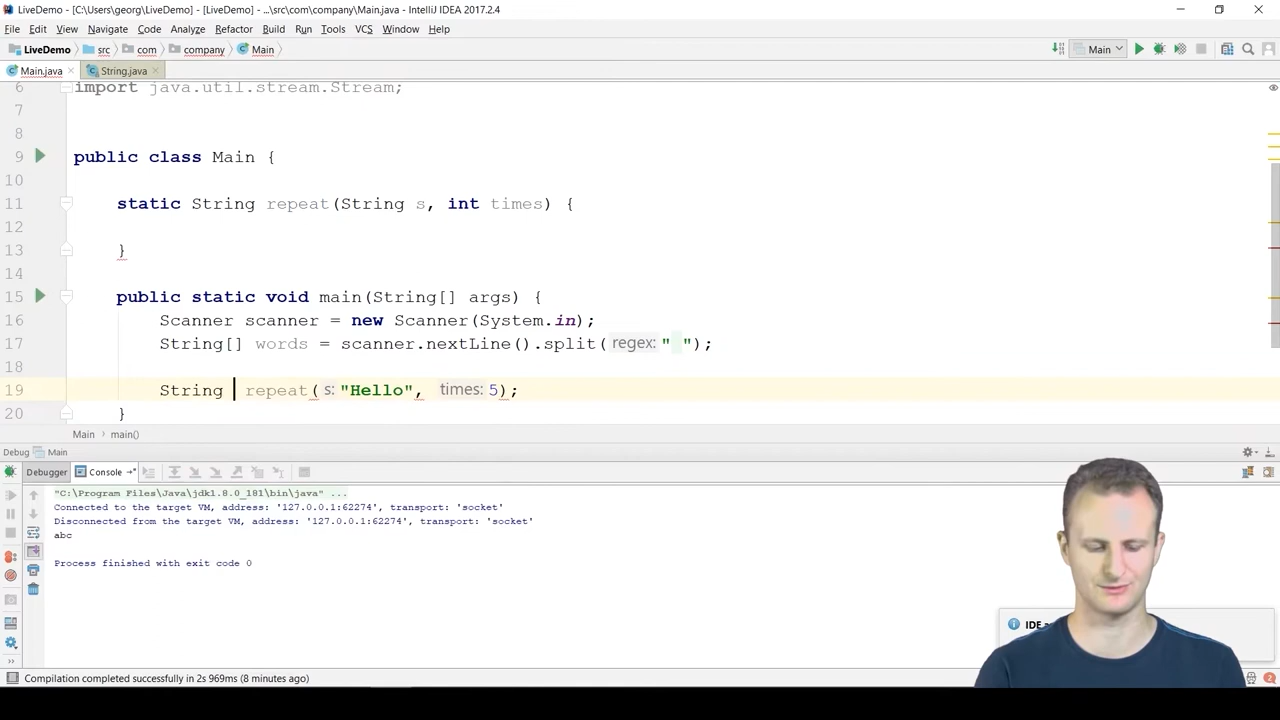 LiveDemo - [C:\Users\georg\LiveDemo] - [LiveDemo] - ...\src\com\company\Main.java - IntelliJ IDEA 2017.2.4
File Edit View Navigate Code Analyze Refactor Build Run Tools VCS Window Help
LiveDemo src com company Main Main
Main.java String.java
6 import java.util.stream.Stream;
7
8
9 public class Main {
10
11 static String repeat(String s, int times) {
12
13 }
14
15 public static void main(String[] args) {
16 Scanner scanner = new Scanner(System.in);
17 String[] words = scanner.nextLine().split( regex: " ");
18
19 String repeat( s: "Hello", times: 5);
20 }
Main main()
Debug Main
Debugger Console
"C:\Program Files\Java\jdk1.8.0_181\bin\java" ...
Connected to the target VM, address: '127.0.0.1:62274', transport: 'socket'
Disconnected from the target VM, address: '127.0.0.1:62274', transport: 'socket'
abc
Process finished with exit code 0
IDE
Compilation completed successfully in 2s 969ms (8 minutes ago)
2